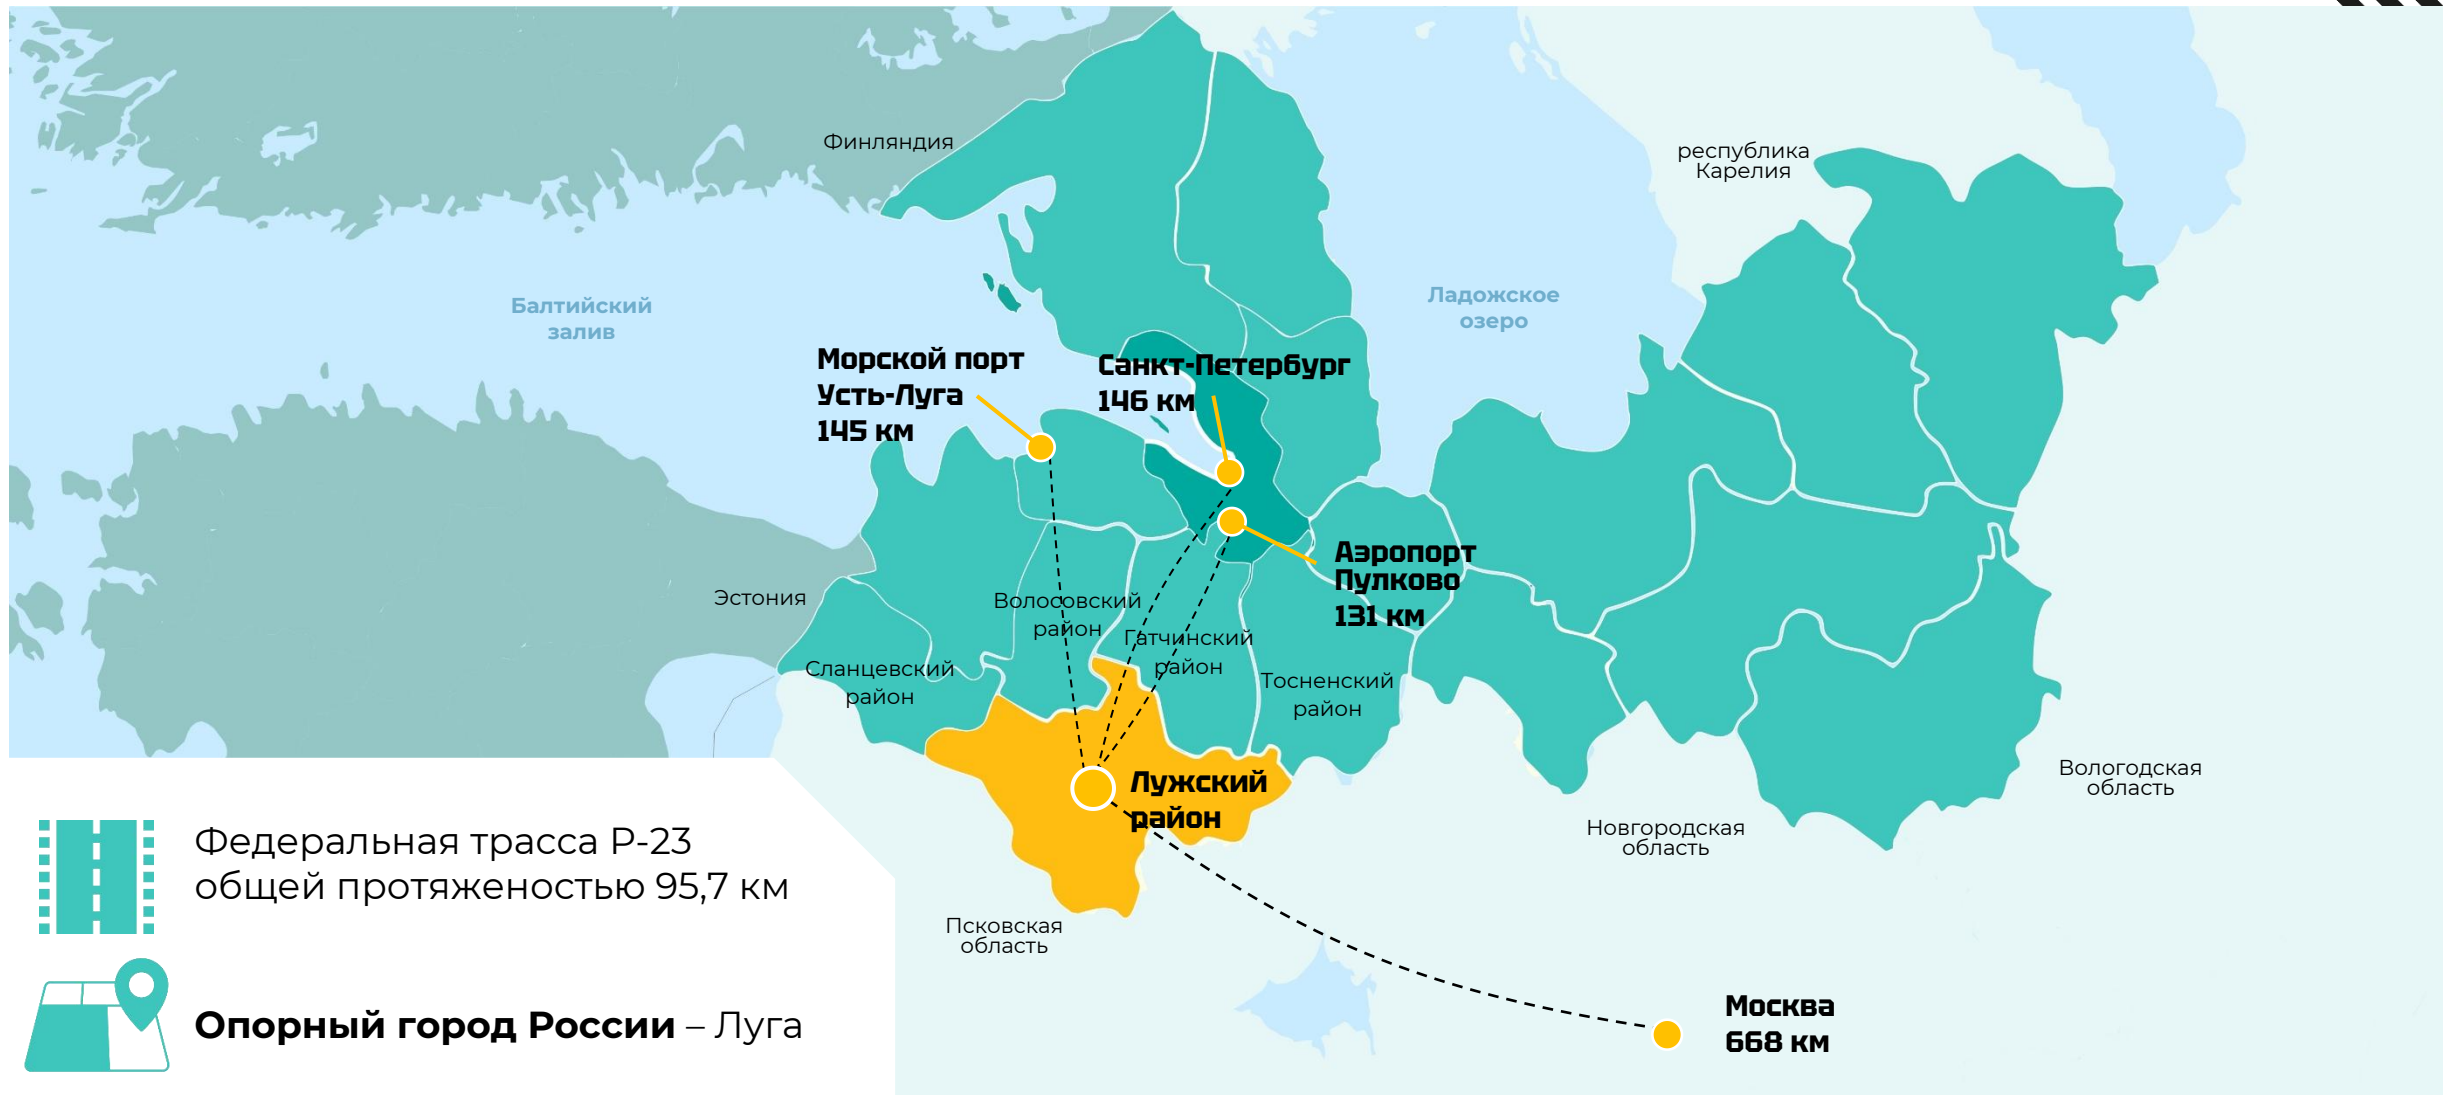 Финляндия
республика
Карелия
Балтийский
залив
Ладожское
озеро
Морской порт
Усть-Луга
145 км
Санкт-Петербург
146 км
Аэропорт
Пулково
131 км
Эстония
Волосовский
район
Гатчинский
район
Сланцевский
район
Тосненский
район
Лужский
район
Вологодская
область
Новгородская
область
Псковская
область
Москва
668 км
Федеральная трасса Р-23
общей протяженостью 95,7 км
Опорный город России – Луга